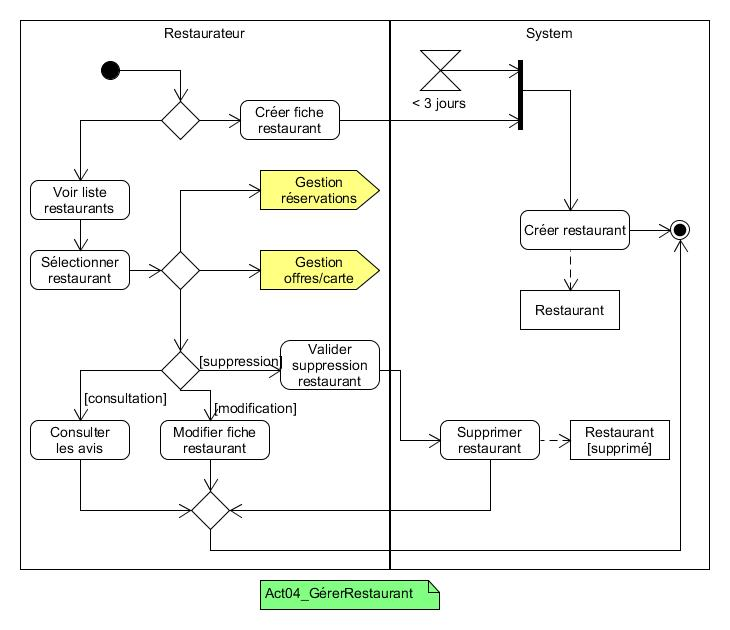 Restaurateur
System
< 3 jours
Créer fiche
restaurant
Voir liste
restaurants
Gestion
réservations
Créer restaurant
Sélectionner
restaurant
Gestion
offres/carte
Restaurant
[suppression]
Valider
suppression
restaurant
[consultation]
[modification]
Consulter
les avis
Modifier fiche
restaurant
Supprimer
restaurant
Restaurant
[supprimé]
Act04_GérerRestaurant